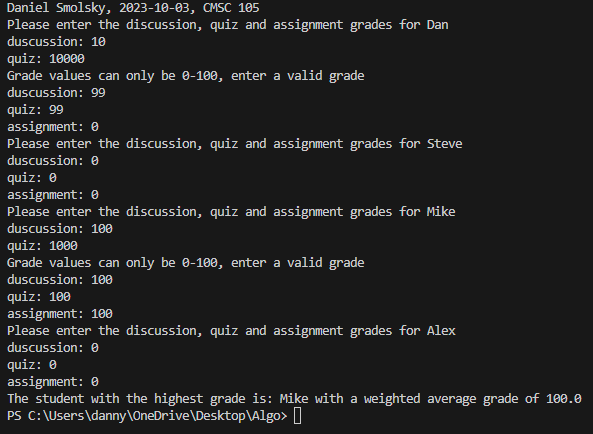 Daniel Smolsky, 2023-10-03, CMSC 105
Please enter the discussion, quiz and assignment grades for Dan
duscussion: 10
quiz: 10000
Grade values can only be 0-100, enter a valid grade
duscussion: 99
quiz: 99
assignment: 0
Please enter the discussion, quiz and assignment grades for Steve
duscussion: 0
quiz: 0
assignment: 0
Please enter the discussion, quiz and assignment grades for Mike
duscussion: 100
quiz: 1000
Grade values can only be 0-100, enter a valid grade
duscussion: 100
quiz: 100
assignment: 100
Please enter the discussion, quiz and assignment grades for Alex
duscussion: 0
quiz: 0
assignment: 0
The student with the highest grade is: Mike with a weighted average grade of 100.0
PS C:\Users\danny\OneDrive\Desktop\Algo>